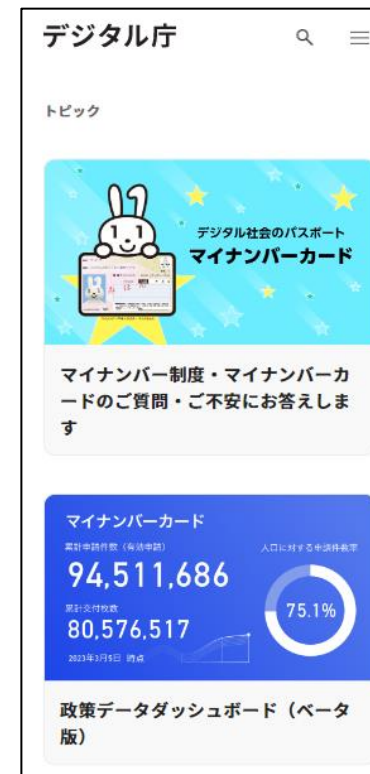 デジタル庁
トピック
デジタル社会のパスポート
マイナンバーカード
マイナンバー制度・マイナンバーカ
ードのご質問・ご不安にお答えしま
す
マイナンバーカード
累計申請件数（有効申請）
人口に対する申請件数率
94,511,686
75.1%
累計交付枚数
80,576,517
2023年3月5日 時点
政策データダッシュボード（ベータ
版）